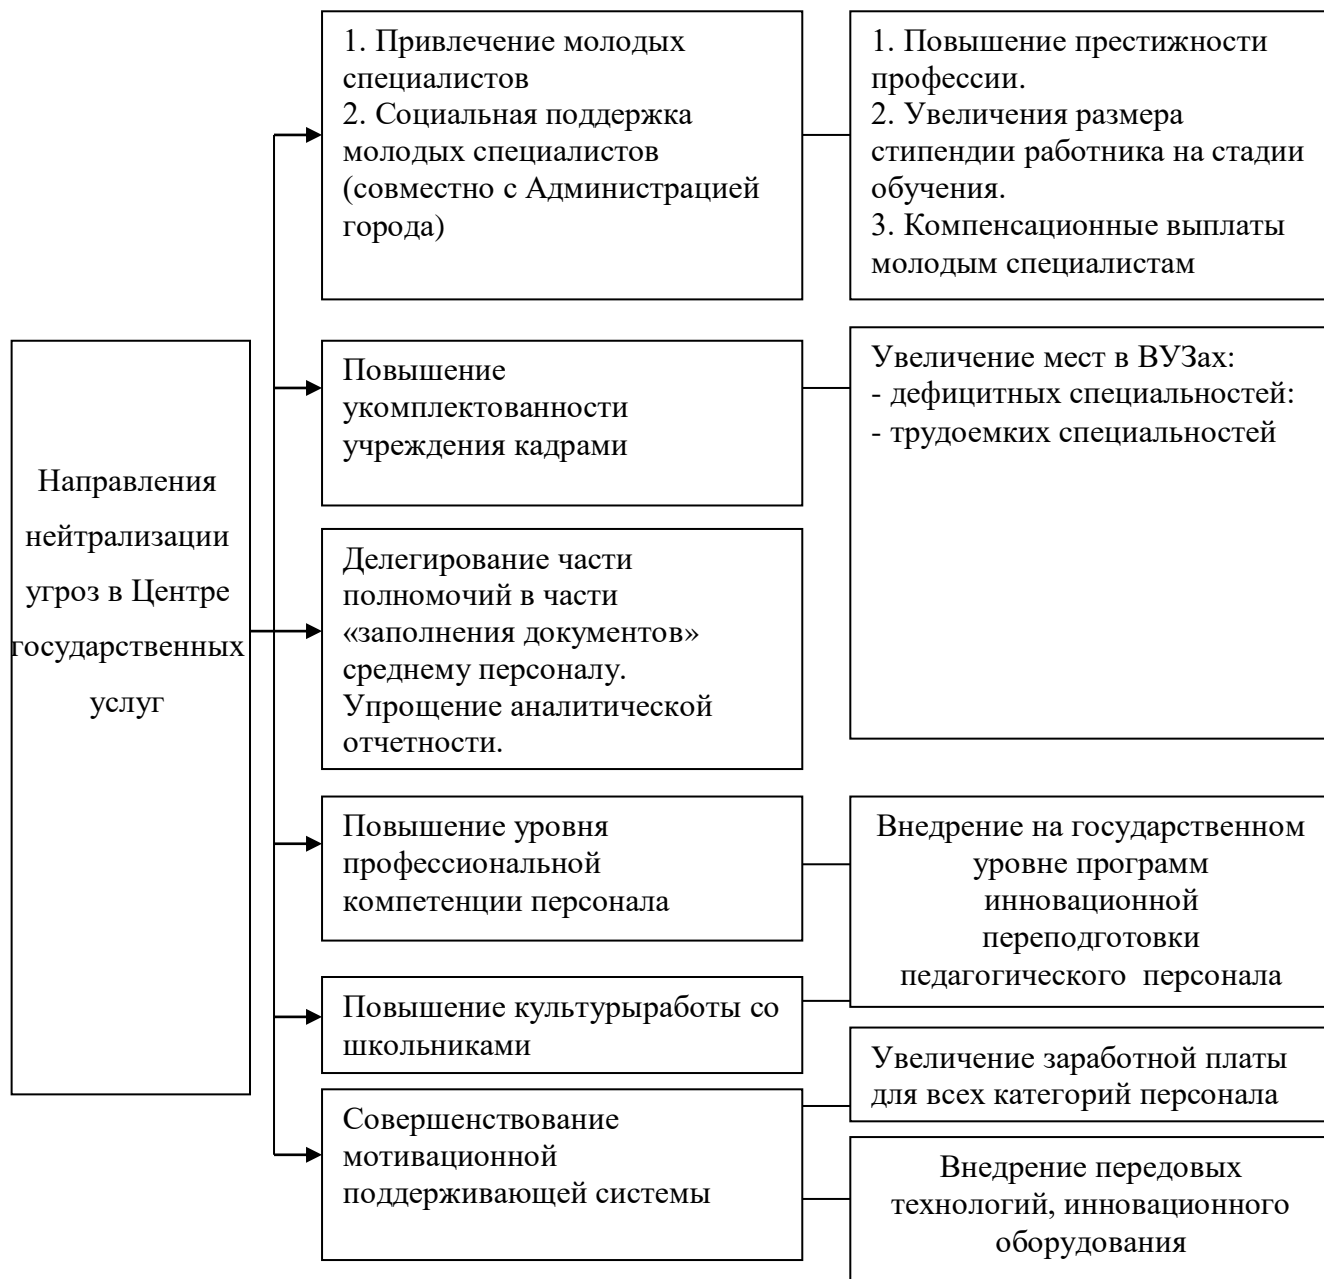 Направления
нейтрализации
угроз в Центре
государственных
услуг
1. Привлечение молодых
специалистов
2. Социальная поддержка
молодых специалистов
(совместно с Администрацией
города)
1. Повышение престижности
профессии.
2. Увеличения размера
стипендии работника на стадии
обучения.
3. Компенсационные выплаты
молодым специалистам
Повышение
укомплектованности
учреждения кадрами
Увеличение мест в ВУЗах:
- дефицитных специальностей:
- трудоемких специальностей
Делегирование части
полномочий в части
«заполнения документов»
среднему персоналу.
Упрощение аналитической
отчетности.
Повышение уровня
профессиональной
компетенции персонала
Внедрение на государственном
уровне программ
инновационной
переподготовки
педагогического персонала
Повышение культурыработы со
школьниками
Совершенствование
мотивационной
поддерживающей системы
Увеличение заработной платы
для всех категорий персонала
Внедрение передовых
технологий, инновационного
оборудования